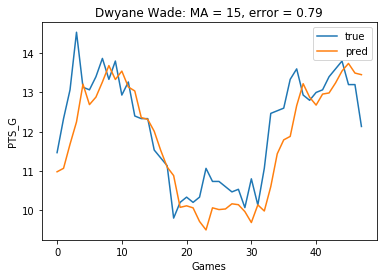 Dwyane Wade: MA = 15, error = 0.79
true
pred
PTS_G
14
13
12
11
10
0
10
20
30
40
Games